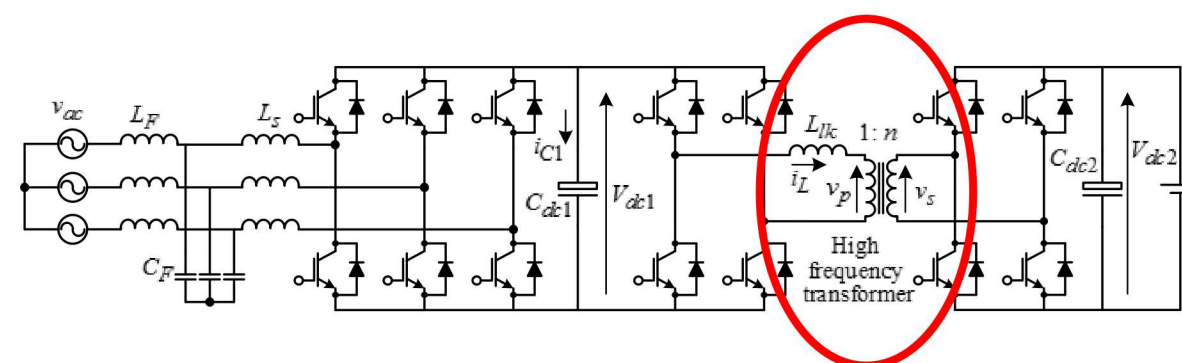 v_ac
L_F
L_s
C_F
i_C1
C_dc1
V_dc1
L_lk
1: n
i_L
v_p
v_s
High
frequency
transformer
C_dc2
V_dc2